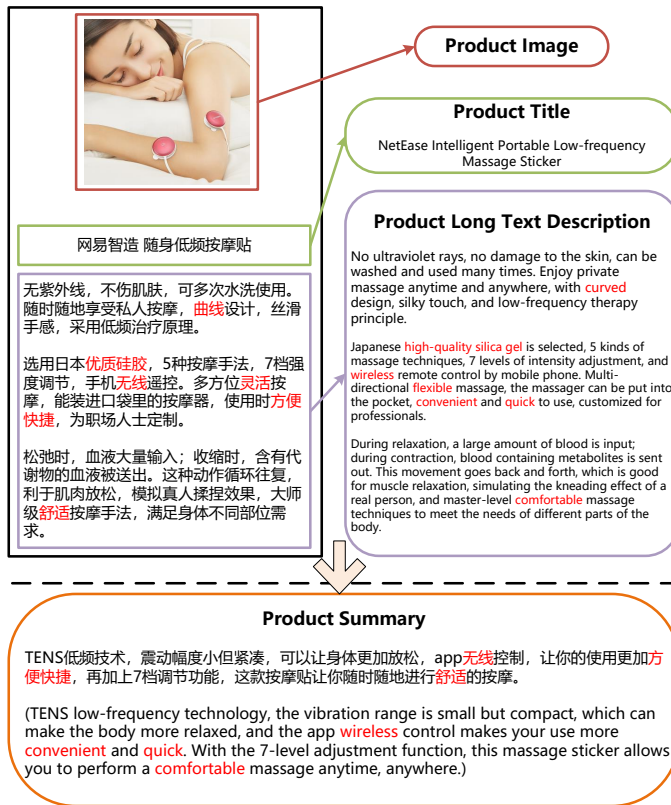 Product Image
Product Title
NetEase Intelligent Portable Low-frequency
Massage Sticker
网易智造 随身低频按摩贴
无紫外线，不伤肌肤，可多次水洗使用。
随时随地享受私人按摩，曲线设计，丝滑
手感，采用低频治疗原理。
选用日本优质硅胶，5种按摩手法，7档强
度调节，手机无线遥控。多方位灵活按
摩，能装进口袋里的按摩器，使用时方便
快捷，为职场人士定制。
松弛时，血液大量输入；收缩时，含有代
谢物的血液被送出。这种动作循环往复，
利于肌肉放松，模拟真人揉捏效果，大师
级舒适按摩手法，满足身体不同部位需
求。
Product Long Text Description
No ultraviolet rays, no damage to the skin, can be
washed and used many times. Enjoy private
massage anytime and anywhere, with curved
design, silky touch, and low-frequency therapy
principle.
Japanese high-quality silica gel is selected, 5 kinds of
massage techniques, 7 levels of intensity adjustment, and
wireless remote control by mobile phone. Multi-
directional flexible massage, the massager can be put into
the pocket, convenient and quick to use, customized for
professionals.
During relaxation, a large amount of blood is input;
during contraction, blood containing metabolites is sent
out. This movement goes back and forth, which is good
for muscle relaxation, simulating the kneading effect of a
real person, and master-level comfortable massage
techniques to meet the needs of different parts of the
body.
Product Summary
TENS低频技术，震动幅度小但紧凑，可以让身体更加放松，app无线控制，让你的使用更加方
便快捷，再加上7档调节功能，这款按摩贴让你随时随地进行舒适的按摩。
(TENS low-frequency technology, the vibration range is small but compact, which can
make the body more relaxed, and the app wireless control makes your use more
convenient and quick. With the 7-level adjustment function, this massage sticker allows
you to perform a comfortable massage anytime, anywhere.)